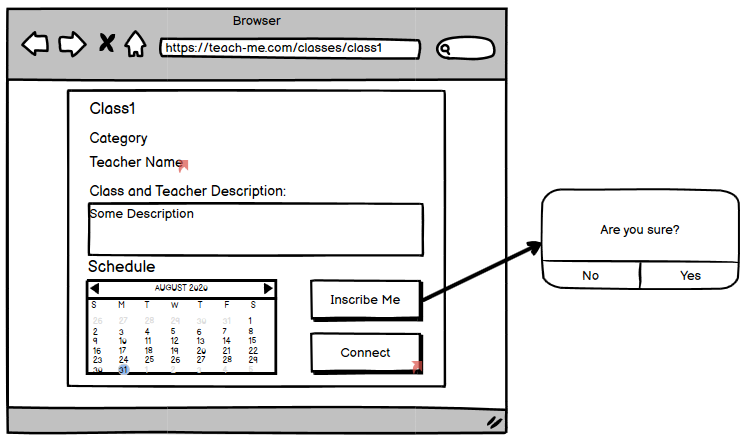 Browser
https://teach-me.com/classes/class1
Class1
Category
Teacher Name
Class and Teacher Description:
Some Description
Schedule
AUGUST 2020
S M T W T F S
26 27 28 29 30 31 1
2 3 4 5 6 7 8
9 10 11 12 13 14 15
16 17 18 19 20 21 22
23 24 25 26 27 28 29
30 31 1 2 3 4 5
Inscribe Me
Connect
Are you sure?
No Yes